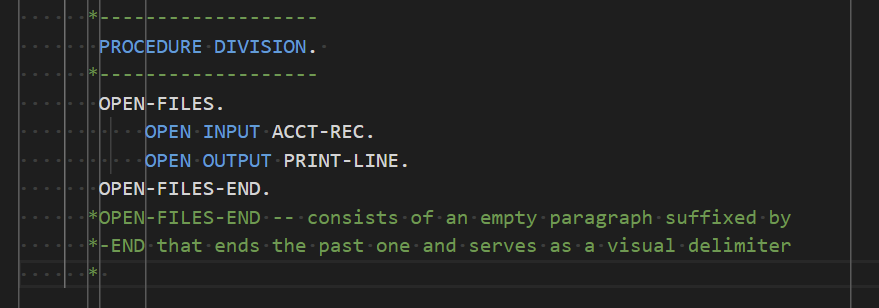 *-------------------
PROCEDURE DIVISION.
*-------------------
OPEN-FILES.
OPEN INPUT ACCT-REC.
OPEN OUTPUT PRINT-LINE.
OPEN-FILES-END.
*OPEN-FILES-END -- consists of an empty paragraph suffixed by
*-END that ends the past one and serves as a visual delimiter
*